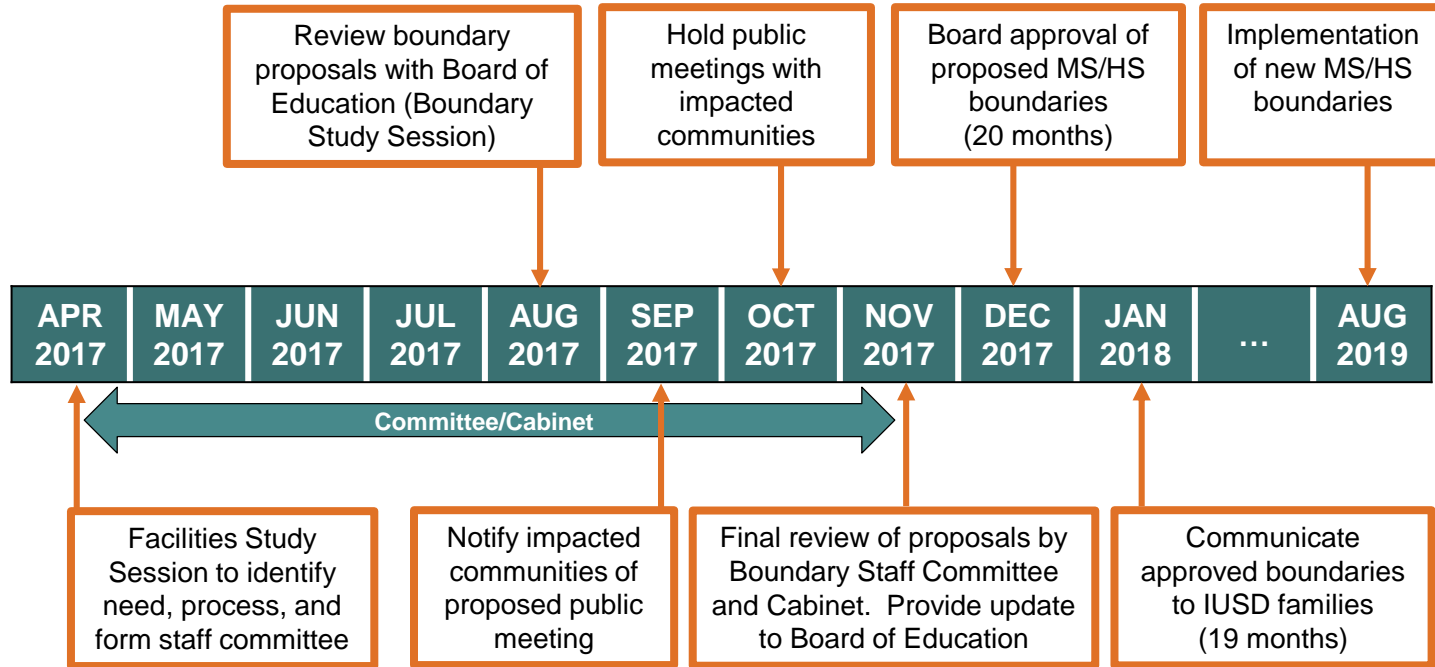 Review boundary
proposals with Board of
Education (Boundary
Study Session)
Hold public
meetings with
impacted
communities
Board approval of
proposed MS/HS
boundaries
(20 months)
Implementation
of new MS/HS
boundaries
APR
2017
MAY
2017
JUN
2017
JUL
2017
AUG
2017
SEP
2017
OCT
2017
NOV
2017
DEC
2017
JAN
2018
…
AUG
2019
Committee/Cabinet
Facilities Study
Session to identify
need, process, and
form staff committee
Notify impacted
communities of
proposed public
meeting
Final review of proposals by
Boundary Staff Committee
and Cabinet.  Provide update
to Board of Education
Communicate
approved boundaries
to IUSD families
(19 months)